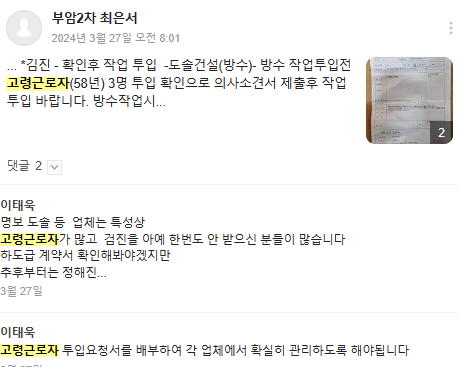 부암2차 최은서
2024년 3월 27일 오전 8:01
... *김진 - 확인후 작업 투입 -도솔건설(방수)- 방수 작업투입전
고령근로자(58년) 3명 투입 확인으로 의사소견서 제출후 작업
투입 바랍니다. 방수작업시...
2
댓글 2
이태욱
명보 도솔 등 업체는 특성상
고령근로자가 많고 검진을 아예 한번도 안 받으신 분들이 많습니다
하도급 계약서 확인해봐야겠지만
추후부터는 정해진...
3월 27일
이태욱
고령근로자 투입요청서를 배부하여 각 업체에서 확실히 관리하도록 해야됩니다